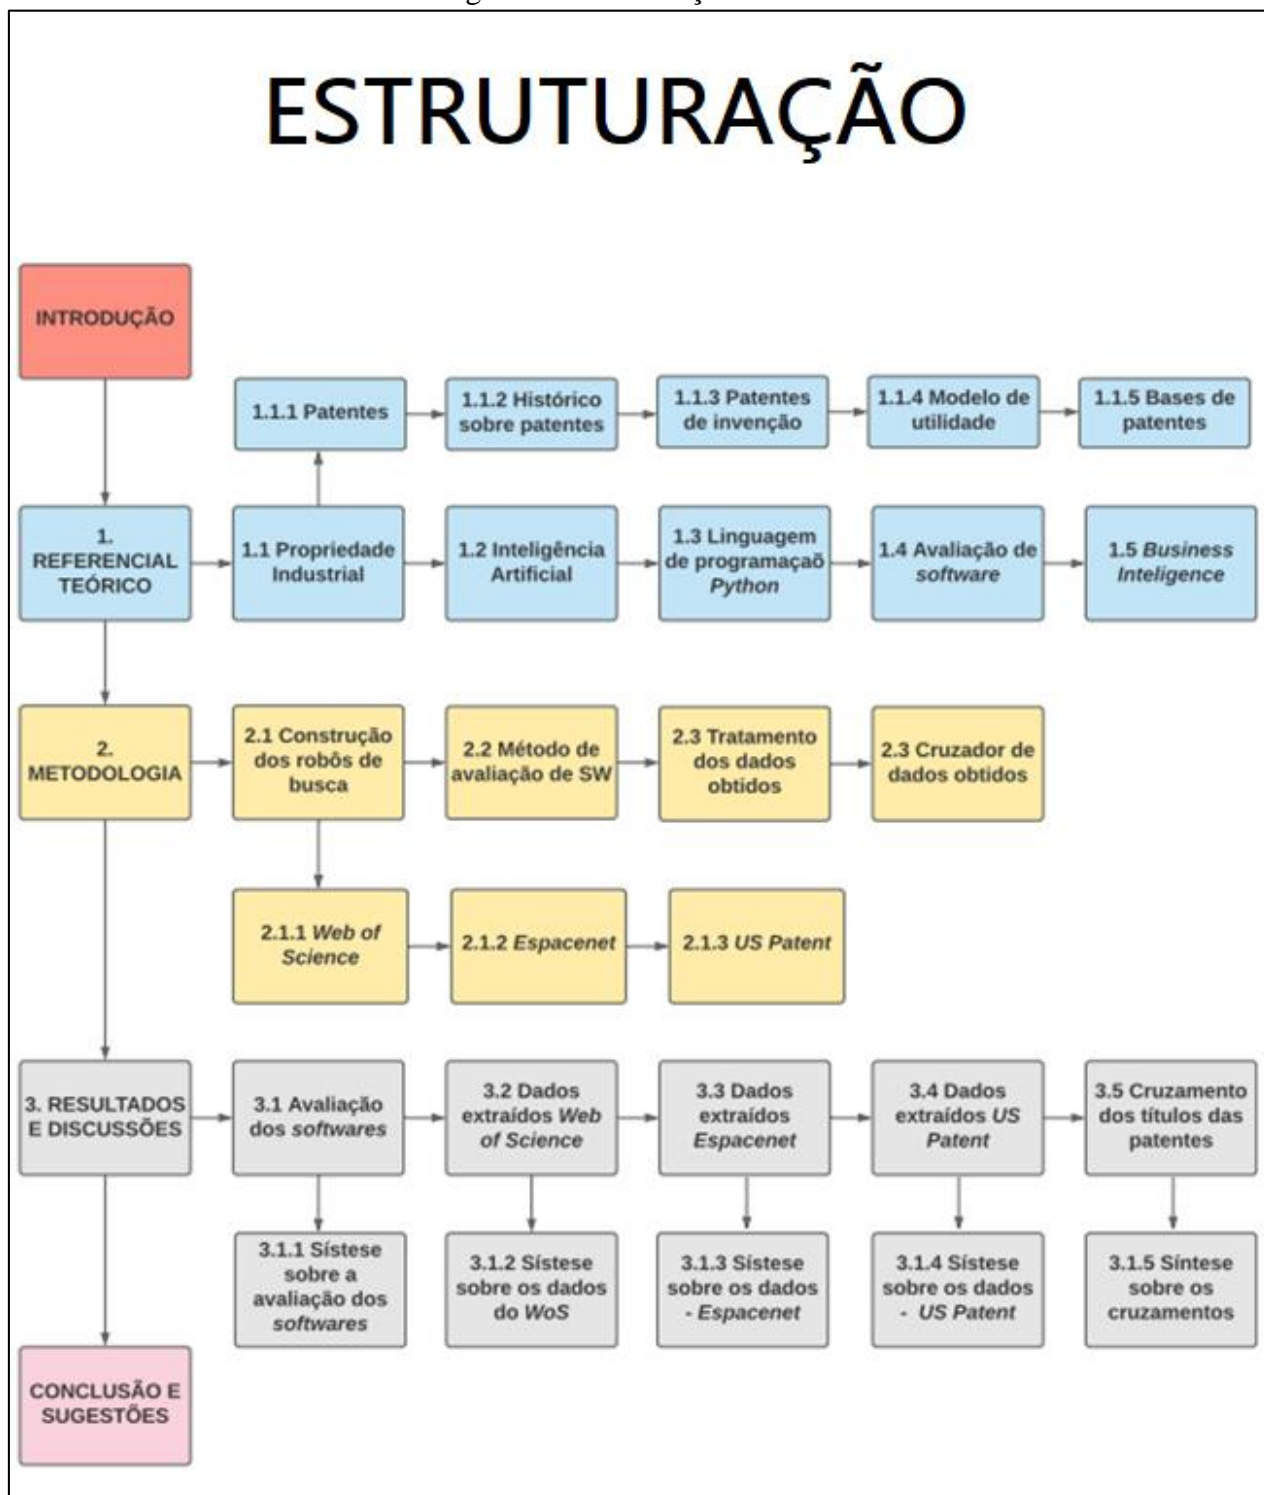 ESTRUTURAÇÃO
INTRODUÇÃO
1.1.1 Patentes
1.1.2 Histórico
sobre patentes
1.1.3 Patentes
de invenção
1.1.4 Modelo de
utilidade
1.1.5 Bases de
patentes
1.
REFERENCIAL
TEÓRICO
1.1 Propriedade
Industrial
1.2 Inteligência
Artificial
1.3 Linguagem
de programaçaõ
Python
1.4 Avaliação de
software
1.5 Business
Inteligence
2.
METODOLOGIA
2.1 Construção
dos robôs de
busca
2.2 Método de
avaliação de SW
2.3 Tratamento
dos dados
obtidos
2.3 Cruzador de
dados obtidos
2.1.1 Web of
Science
2.1.2 Espacenet
2.1.3 US Patent
3. RESULTADOS
E DISCUSSÕES
3.1 Avaliação
dos softwares
3.2 Dados
extraídos Web
of Science
3.3 Dados
extraídos
Espacenet
3.4 Dados
extraídos US
Patent
3.5 Cruzamento
dos títulos das
patentes
3.1.1 Sístese
sobre a
avaliação dos
softwares
3.1.2 Sístese
sobre os dados
do WoS
3.1.3 Sístese
sobre os dados
- Espacenet
3.1.4 Sístese
sobre os dados
- US Patent
3.1.5 Síntese
sobre os
cruzamentos
CONCLUSÃO E
SUGESTÕES